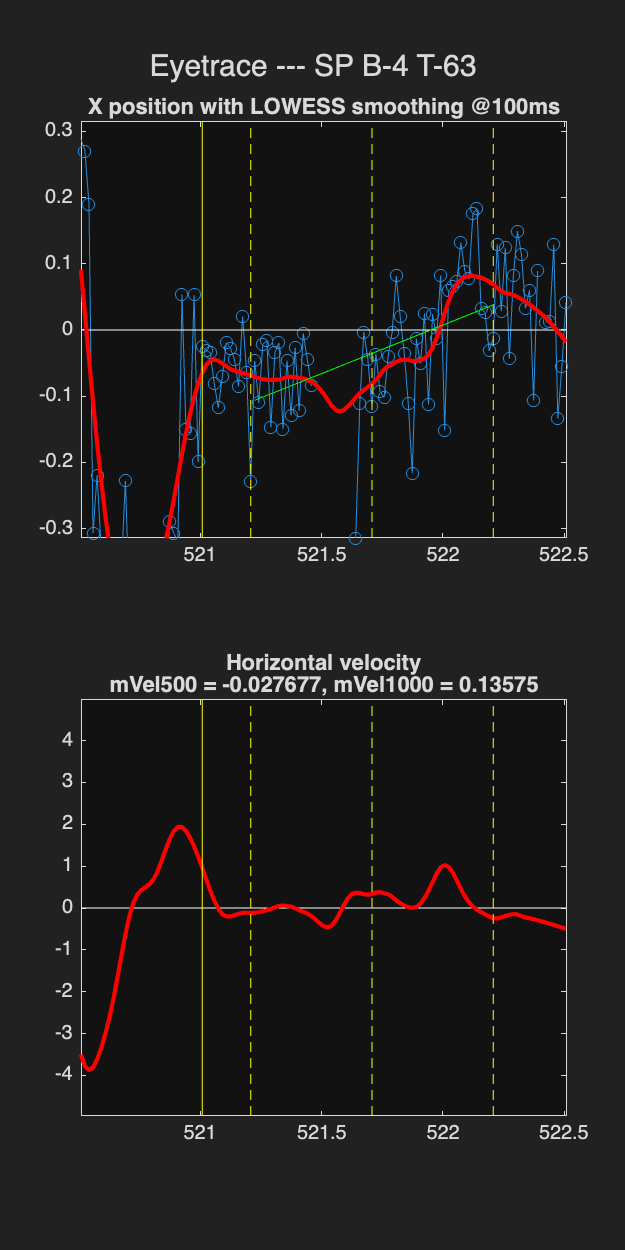 Eyetrace --- SP B-4 T-63
X position with LOWESS smoothing @100ms
0.3
0.2
0.1
0
-0.1
-0.2
-0.3
521 521.5 522 522.5
Horizontal velocity
mVel500 = -0.027677, mVel1000 = 0.13575
4
3
2
1
0
-1
-2
-3
-4
521 521.5 522 522.5